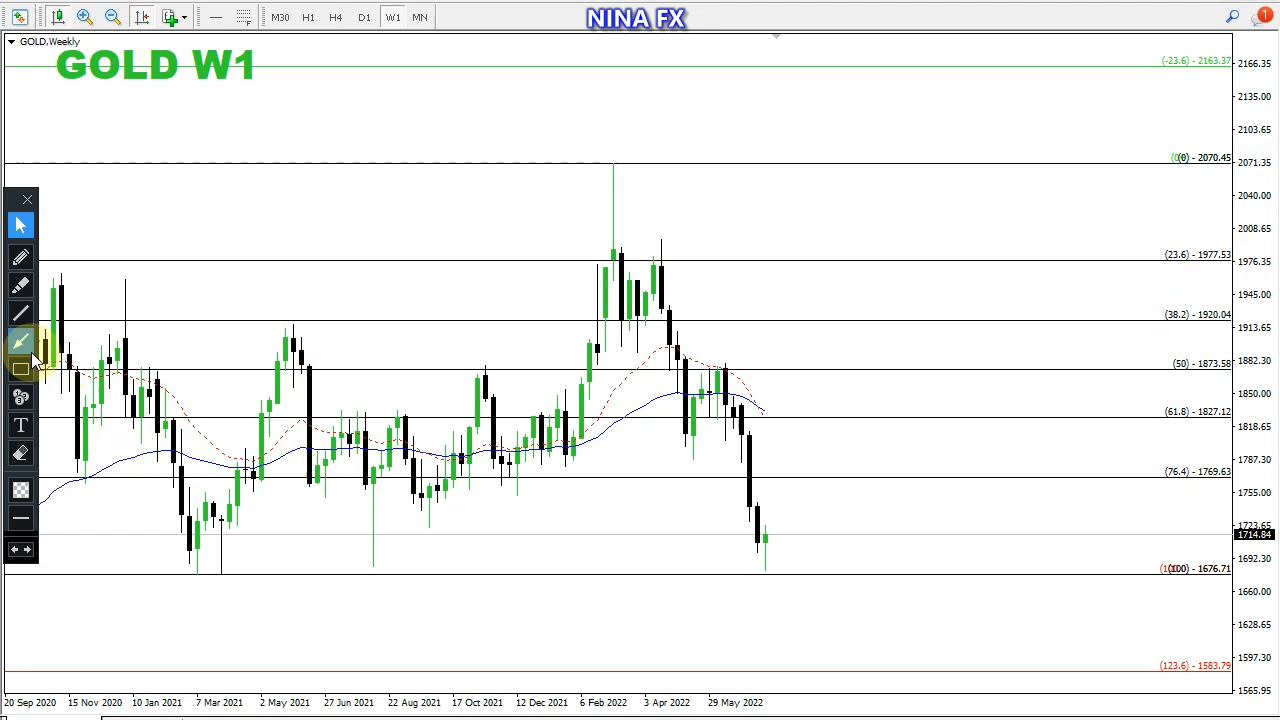 M30 H1 H4 D1 W1 MN
NINA FX
1
GOLD,Weekly
GOLD W1
(-23.6) - 2163.37
(0) - 2070.45
(23.6) - 1977.53
(38.2) - 1920.04
(50) - 1873.58
(61.8) - 1827.12
(76.4) - 1769.63
(100) - 1676.71
(123.6) - 1583.79
2166.35
2135.00
2103.65
2071.35
2040.00
2008.65
1976.35
1945.00
1913.65
1882.30
1850.00
1818.65
1787.30
1755.00
1723.65
1714.84
1692.30
1660.00
1628.65
1597.30
1565.95
T
20 Sep 2020 15 Nov 2020 10 Jan 2021 7 Mar 2021 2 May 2021 27 Jun 2021 22 Aug 2021 17 Oct 2021 12 Dec 2021 6 Feb 2022 3 Apr 2022 29 May 2022